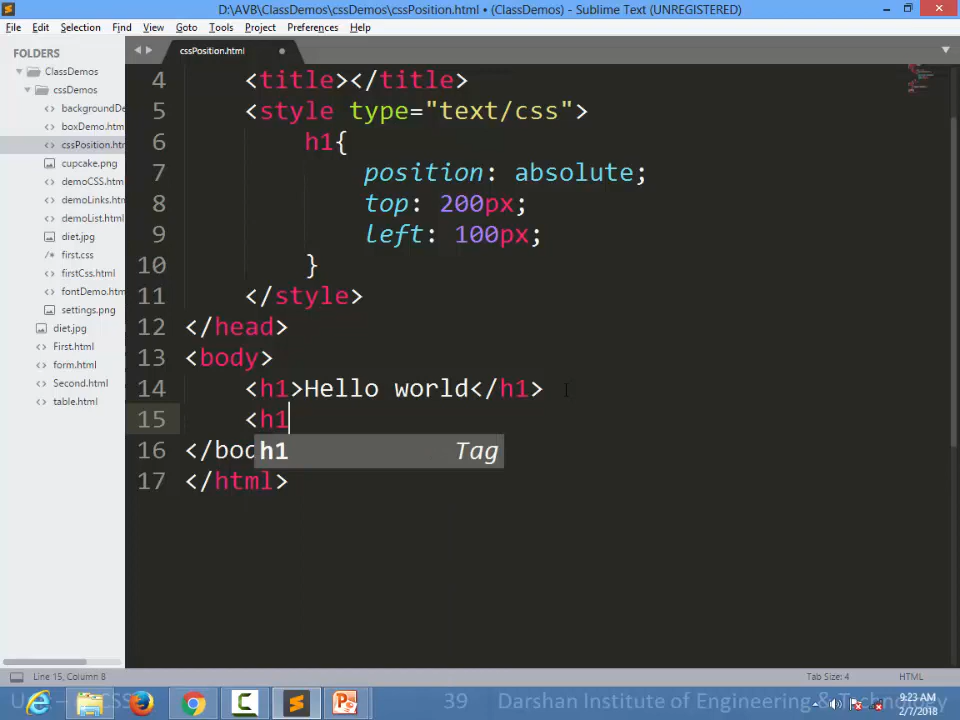 D:\AVB\ClassDemos\cssDemos\cssPosition.html • (ClassDemos) - Sublime Text (UNREGISTERED)
File Edit Selection Find View Goto Tools Project Preferences Help
FOLDERS
ClassDemos
cssDemos
backgroundDe
boxDemo.htm
cssPosition.htm
cupcake.png
demoCSS.htm
demoLinks.htm
demoList.html
diet.jpg
first.css
firstCss.html
fontDemo.htm
settings.png
diet.jpg
First.html
form.html
Second.html
table.html
cssPosition.html
4 <title></title>
5 <style type="text/css">
6 h1{
7 position: absolute;
8 top: 200px;
9 left: 100px;
10 }
11 </style>
12 </head>
13 <body>
14 <h1>Hello world</h1>
15 <h1
16 </bod
h1 Tag
17 </html>
Line 15, Column 8
Tab Size: 4
HTML
39 Darshan Institute of Engineering & Technology
9:23 AM
2/7/2018